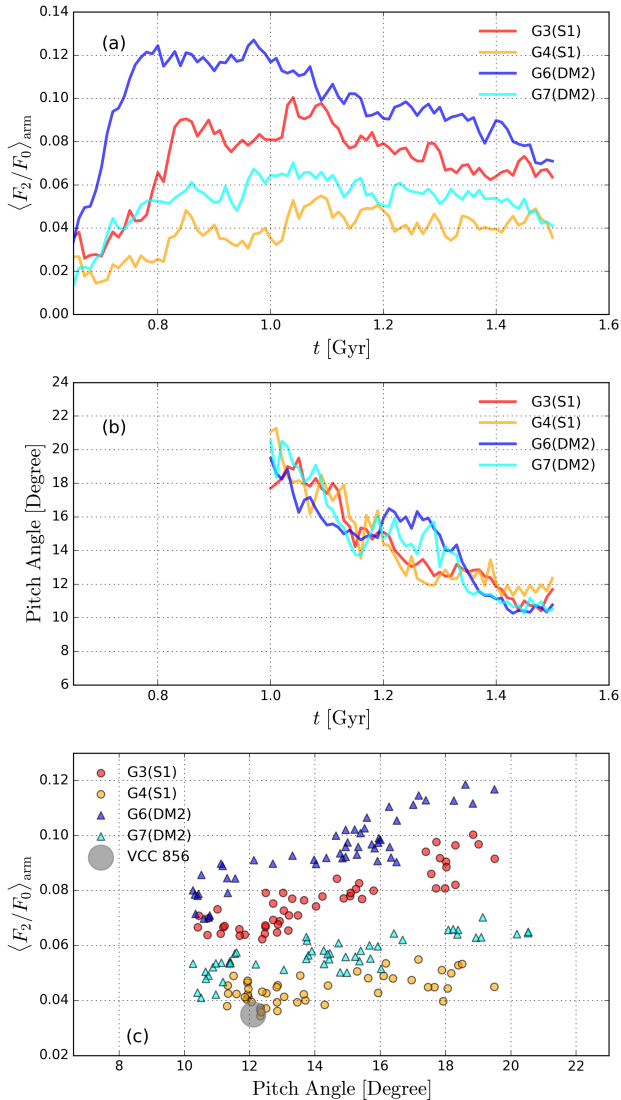 0.14
0.12
0.10
0.08
0.06
0.04
0.02
0.00
⟨F₂/F₀⟩arm
(a)
G3(S1)
G4(S1)
G6(DM2)
G7(DM2)
0.8 1.0 1.2 1.4 1.6
t [Gyr]
24
22
20
18
16
14
12
10
8
6
Pitch Angle [Degree]
(b)
G3(S1)
G4(S1)
G6(DM2)
G7(DM2)
0.8 1.0 1.2 1.4 1.6
t [Gyr]
0.12
0.10
0.08
0.06
0.04
0.02
⟨F₂/F₀⟩arm
G3(S1)
G4(S1)
G6(DM2)
G7(DM2)
VCC 856
(c)
8 10 12 14 16 18 20 22
Pitch Angle [Degree]